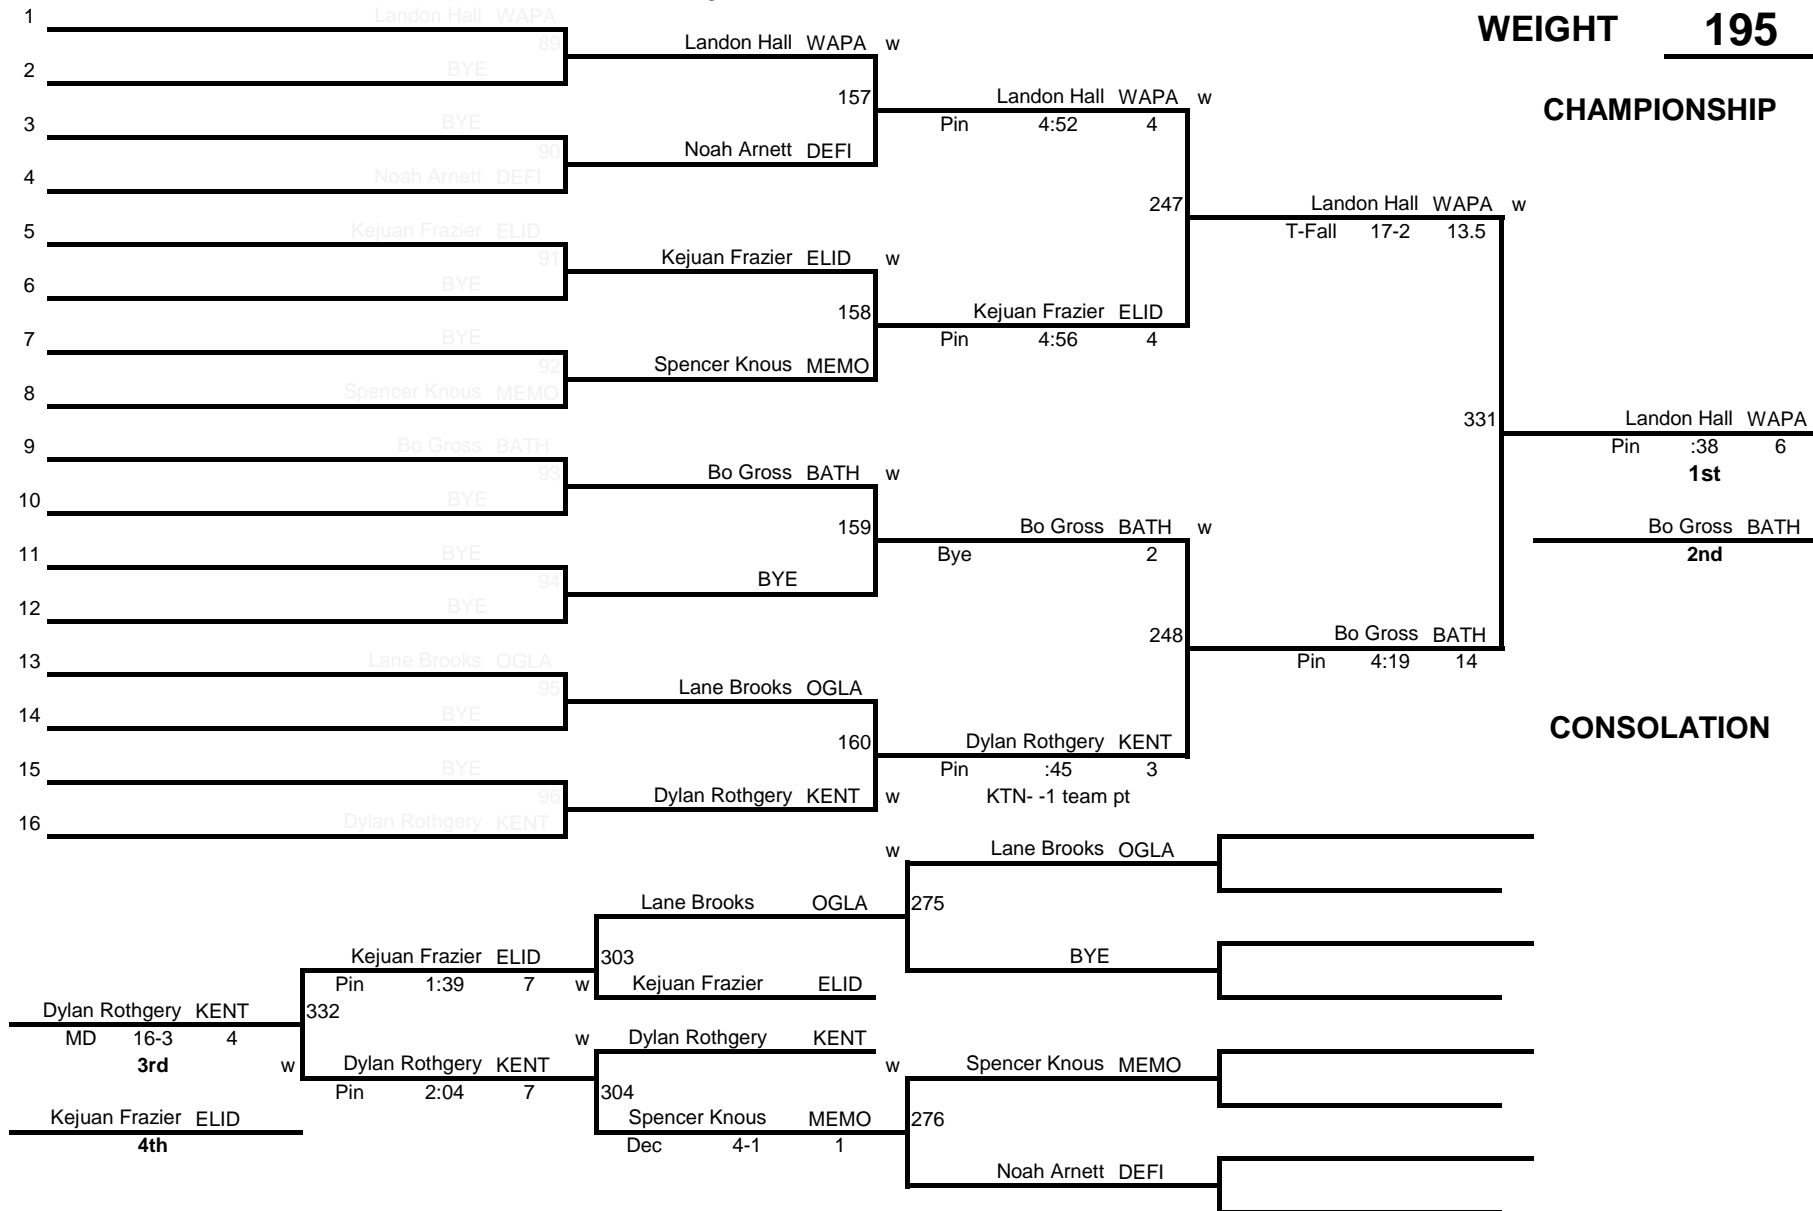 1 Landon Hall WAPA
89 Landon Hall WAPA w WEIGHT 195
2 BYE
157 Landon Hall WAPA w
Pin 4:52 4
CHAMPIONSHIP
3 BYE
90 Noah Arnett DEFI
4 Noah Arnett DEFI
247 Landon Hall WAPA w
T-Fall 17-2 13.5
5 Kejuan Frazier ELID
91 Kejuan Frazier ELID w
6 BYE
158 Kejuan Frazier ELID
Pin 4:56 4
7 BYE
92 Spencer Knous MEMO
8 Spencer Knous MEMO
331 Landon Hall WAPA
Pin :38 6
1st
9 Bo Gross BATH
93 Bo Gross BATH w
10 BYE
159 Bo Gross BATH w
Bye 2
Bo Gross BATH
2nd
11 BYE
94 BYE
12 BYE
248 Bo Gross BATH
Pin 4:19 14
13 Lane Brooks OGLA
95 Lane Brooks OGLA
14 BYE
160 Dylan Rothgery KENT
Pin :45 3
KTN- -1 team pt
CONSOLATION
15 BYE
96 Dylan Rothgery KENT w
16 Dylan Rothgery KENT
w Lane Brooks OGLA
Lane Brooks OGLA 275
BYE
Kejuan Frazier ELID 303
Pin 1:39 7 w Kejuan Frazier ELID
Dylan Rothgery KENT 332
MD 16-3 4
3rd w
w Dylan Rothgery KENT
Dylan Rothgery KENT
Pin 2:04 7 304
w Spencer Knous MEMO
Spencer Knous MEMO 276
Dec 4-1 1
Noah Arnett DEFI
Kejuan Frazier ELID
4th